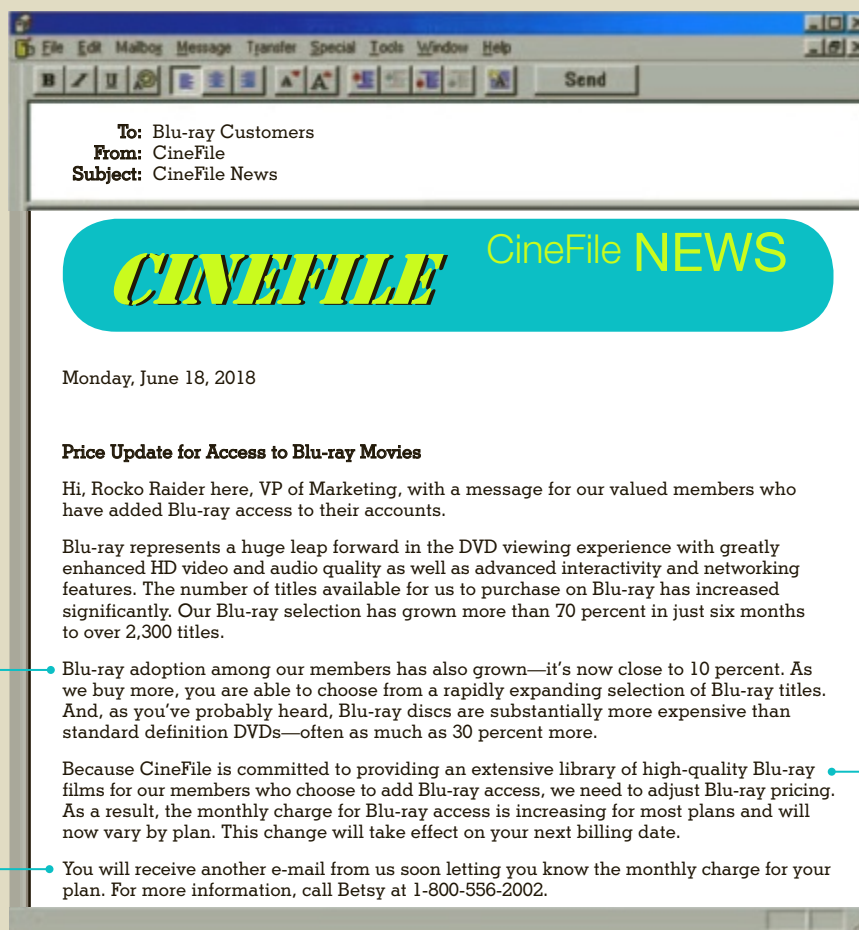 File Edit Mailbox Message Transfer Special Tools Window Help
B I U A A Send
To: Blu-ray Customers
From: CineFile
Subject: CineFile News
CINEFILE CineFile NEWS
Monday, June 18, 2018
Price Update for Access to Blu-ray Movies
Hi, Rocko Raider here, VP of Marketing, with a message for our valued members who
have added Blu-ray access to their accounts.
Blu-ray represents a huge leap forward in the DVD viewing experience with greatly
enhanced HD video and audio quality as well as advanced interactivity and networking
features. The number of titles available for us to purchase on Blu-ray has increased
significantly. Our Blu-ray selection has grown more than 70 percent in just six months
to over 2,300 titles.
Blu-ray adoption among our members has also grown—it's now close to 10 percent. As
we buy more, you are able to choose from a rapidly expanding selection of Blu-ray titles.
And, as you've probably heard, Blu-ray discs are substantially more expensive than
standard definition DVDs—often as much as 30 percent more.
Because CineFile is committed to providing an extensive library of high-quality Blu-ray
films for our members who choose to add Blu-ray access, we need to adjust Blu-ray pricing.
As a result, the monthly charge for Blu-ray access is increasing for most plans and will
now vary by plan. This change will take effect on your next billing date.
You will receive another e-mail from us soon letting you know the monthly charge for your
plan. For more information, call Betsy at 1-800-556-2002.